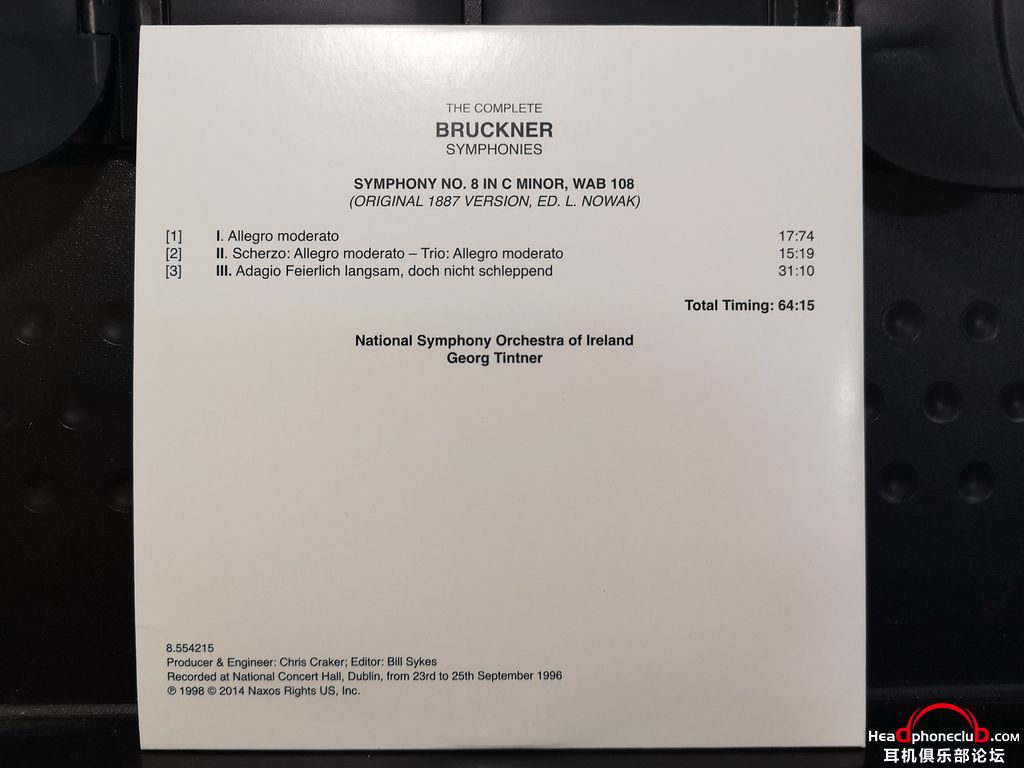 THE COMPLETE
BRUCKNER
SYMPHONIES
SYMPHONY NO. 8 IN C MINOR, WAB 108
(ORIGINAL 1887 VERSION, ED. L. NOWAK)
[1] I. Allegro moderato 17:74
[2] II. Scherzo: Allegro moderato – Trio: Allegro moderato 15:19
[3] III. Adagio Feierlich langsam, doch nicht schleppend 31:10
Total Timing: 64:15
National Symphony Orchestra of Ireland
Georg Tintner
8.554215
Producer & Engineer: Chris Craker; Editor: Bill Sykes
Recorded at National Concert Hall, Dublin, from 23rd to 25th September 1996
℗ 1998 © 2014 Naxos Rights US, Inc.
HeadphonecluD.com
耳机俱乐部论坛